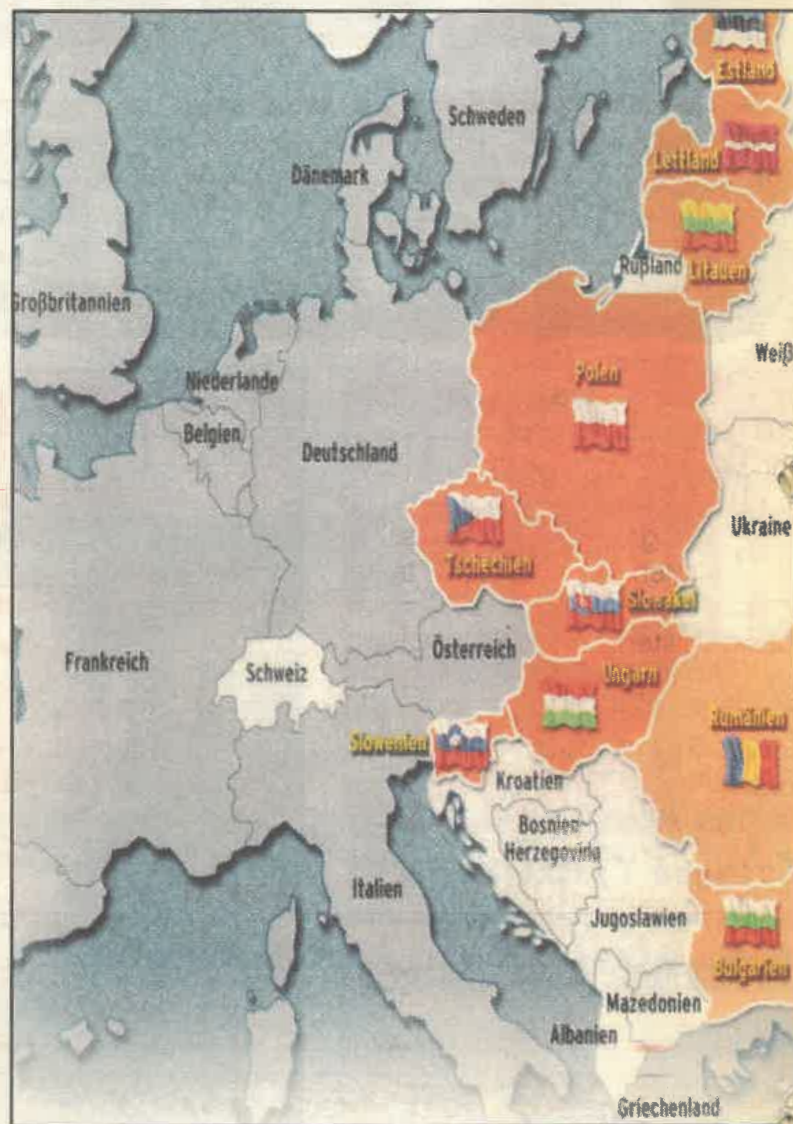 Estland
Schweden
Lettland
Dänemark
Rußland
Litauen
Großbritannien
Weiß
Niederlande
Polen
Belgien
Deutschland
Ukraine
Tschechien
Slowakei
Österreich
Frankreich
Schweiz
Ungarn
Rumänien
Slowenien
Kroatien
Bosnien-
Herzegovina
Italien
Jugoslawien
Bulgarien
Mazedonien
Albanien
Griechenland